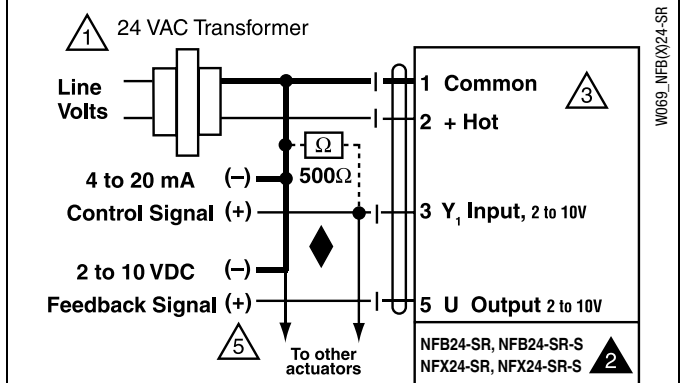 1 24 VAC Transformer
Line
Volts
1 Common
3
2 + Hot
Ω
500Ω
4 to 20 mA (–)
Control Signal (+)
3 Y1 Input, 2 to 10V
2 to 10 VDC (–)
Feedback Signal (+)
5 U Output 2 to 10V
5
To other
actuators
NFB24-SR, NFB24-SR-S
NFX24-SR, NFX24-SR-S
2
W069_NFB(X)24-SR